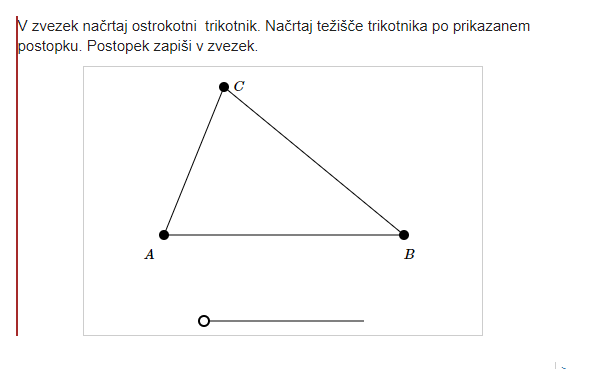 V zvezek načrtaj ostrokotni  trikotnik. Načrtaj težišče trikotnika po prikazanem
postopku. Postopek zapiši v zvezek.
C
A
B